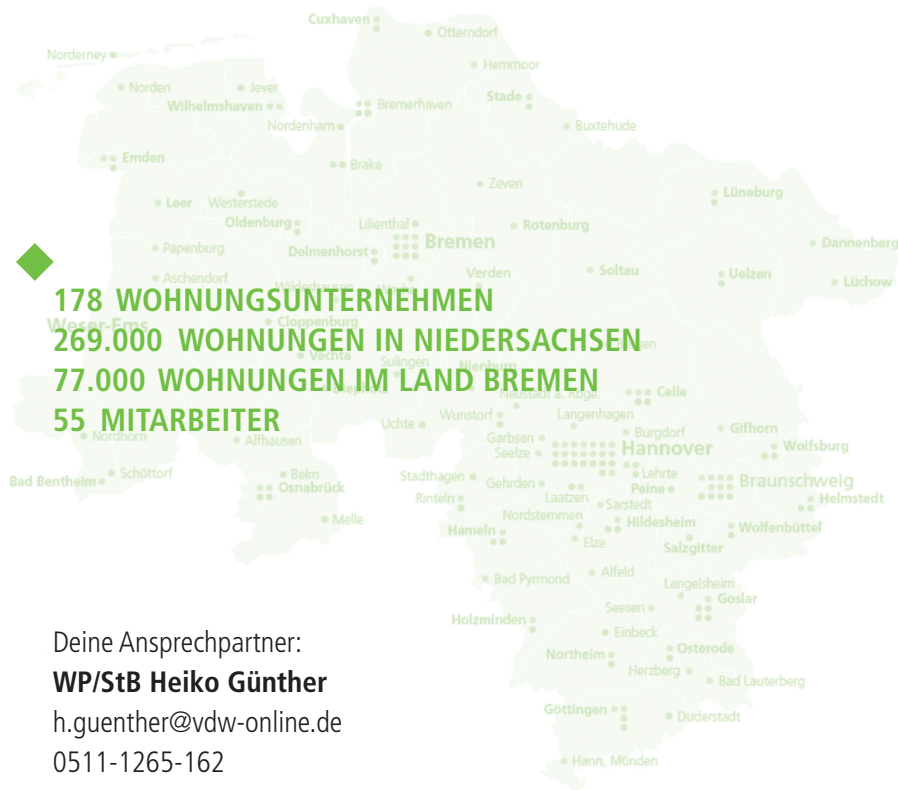 Cuxhaven
Otterndorf
Norderney
Hemmoor
Norden
Jever
Stade
Wilhelmshaven
Bremerhaven
Nordenham
Buxtehude
Emden
Brake
Zeven
Lüneburg
Leer
Westerstede
Oldenburg
Lilienthal
Rotenburg
Bremen
Dannenberg
Papenburg
Delmenhorst
Verden
Soltau
Uelzen
Aschendorf
Wildeshausen
Lüchow
178 WOHNUNGSUNTERNEHMEN
Weser-Ems
Cloppenburg
269.000 WOHNUNGEN IN NIEDERSACHSEN
Vechta
Sulingen
Nienburg
77.000 WOHNUNGEN IM LAND BREMEN
Neustadt a. Rbge.
Celle
55 MITARBEITER
Uchte
Wunstorf
Langenhagen
Nordhorn
Alfhausen
Garbsen
Burgdorf
Gifhorn
Seelze
Hannover
Wolfsburg
Bad Bentheim
Schüttorf
Belm
Stadthagen
Gehrden
Lehrte
Osnabrück
Peine
Braunschweig
Rinteln
Laatzen
Sarstedt
Helmstedt
Melle
Nordstemmen
Hildesheim
Hameln
Wolfenbüttel
Elze
Salzgitter
Bad Pyrmond
Alfeld
Langelsheim
Seesen
Goslar
Holzminden
Einbeck
Northeim
Osterode
Herzberg
Bad Lauterberg
Göttingen
Duderstadt
Hann. Münden
Deine Ansprechpartner:
WP/StB Heiko Günther
h.guenther@vdw-online.de
0511-1265-162